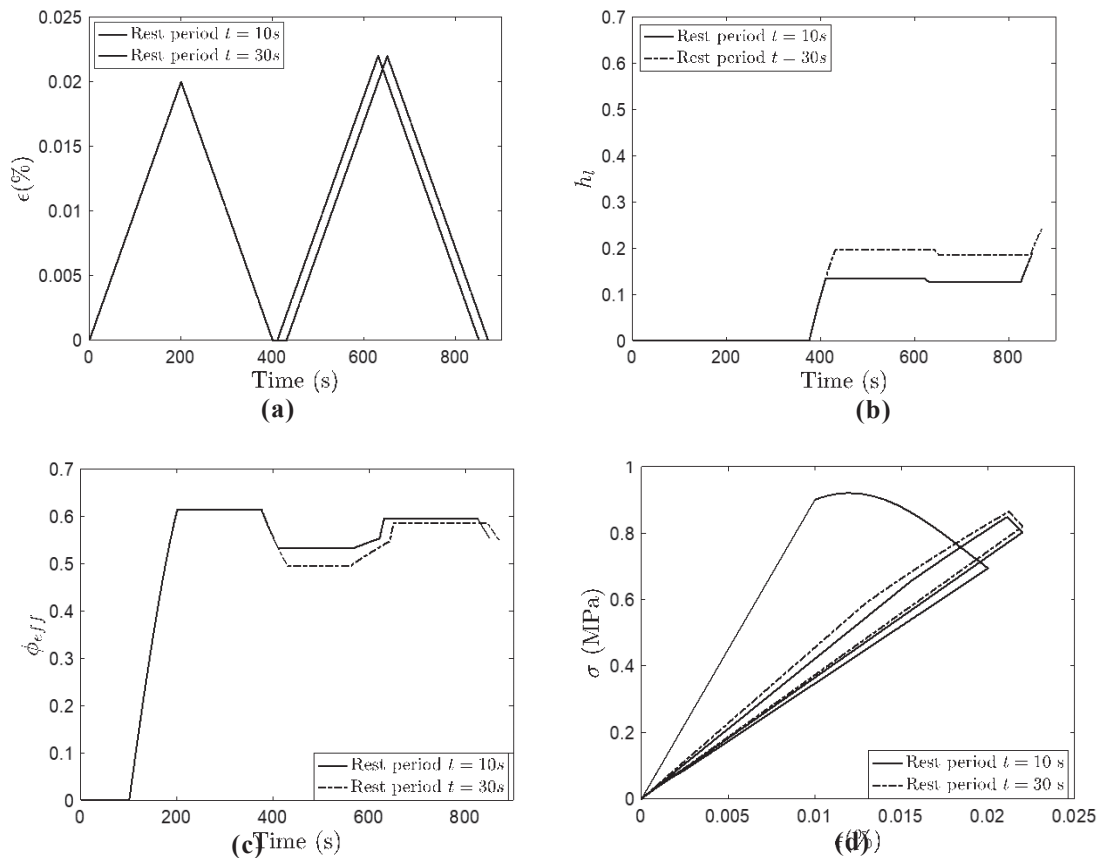 0.025
0.02
0.015
0.01
0.005
0
ϵ(%)
Rest period t = 10s
Rest period t = 30s
0 200 400 600 800
Time (s)
(a)
0.7
0.6
0.5
0.4
0.3
0.2
0.1
0
h_l
Rest period t = 10s
Rest period t − 30s
0 200 400 600 800
Time (s)
(b)
0.7
0.6
0.5
0.4
0.3
0.2
0.1
0
ϕ_eff
Rest period t = 10s
Rest period t = 30s
0 200 400 600 800
Time (s)
(c)
1
0.8
0.6
0.4
0.2
0
σ (MPa)
Rest period t = 10 s
Rest period t = 30 s
0 0.005 0.01 0.015 0.02 0.025
(%)
(d)